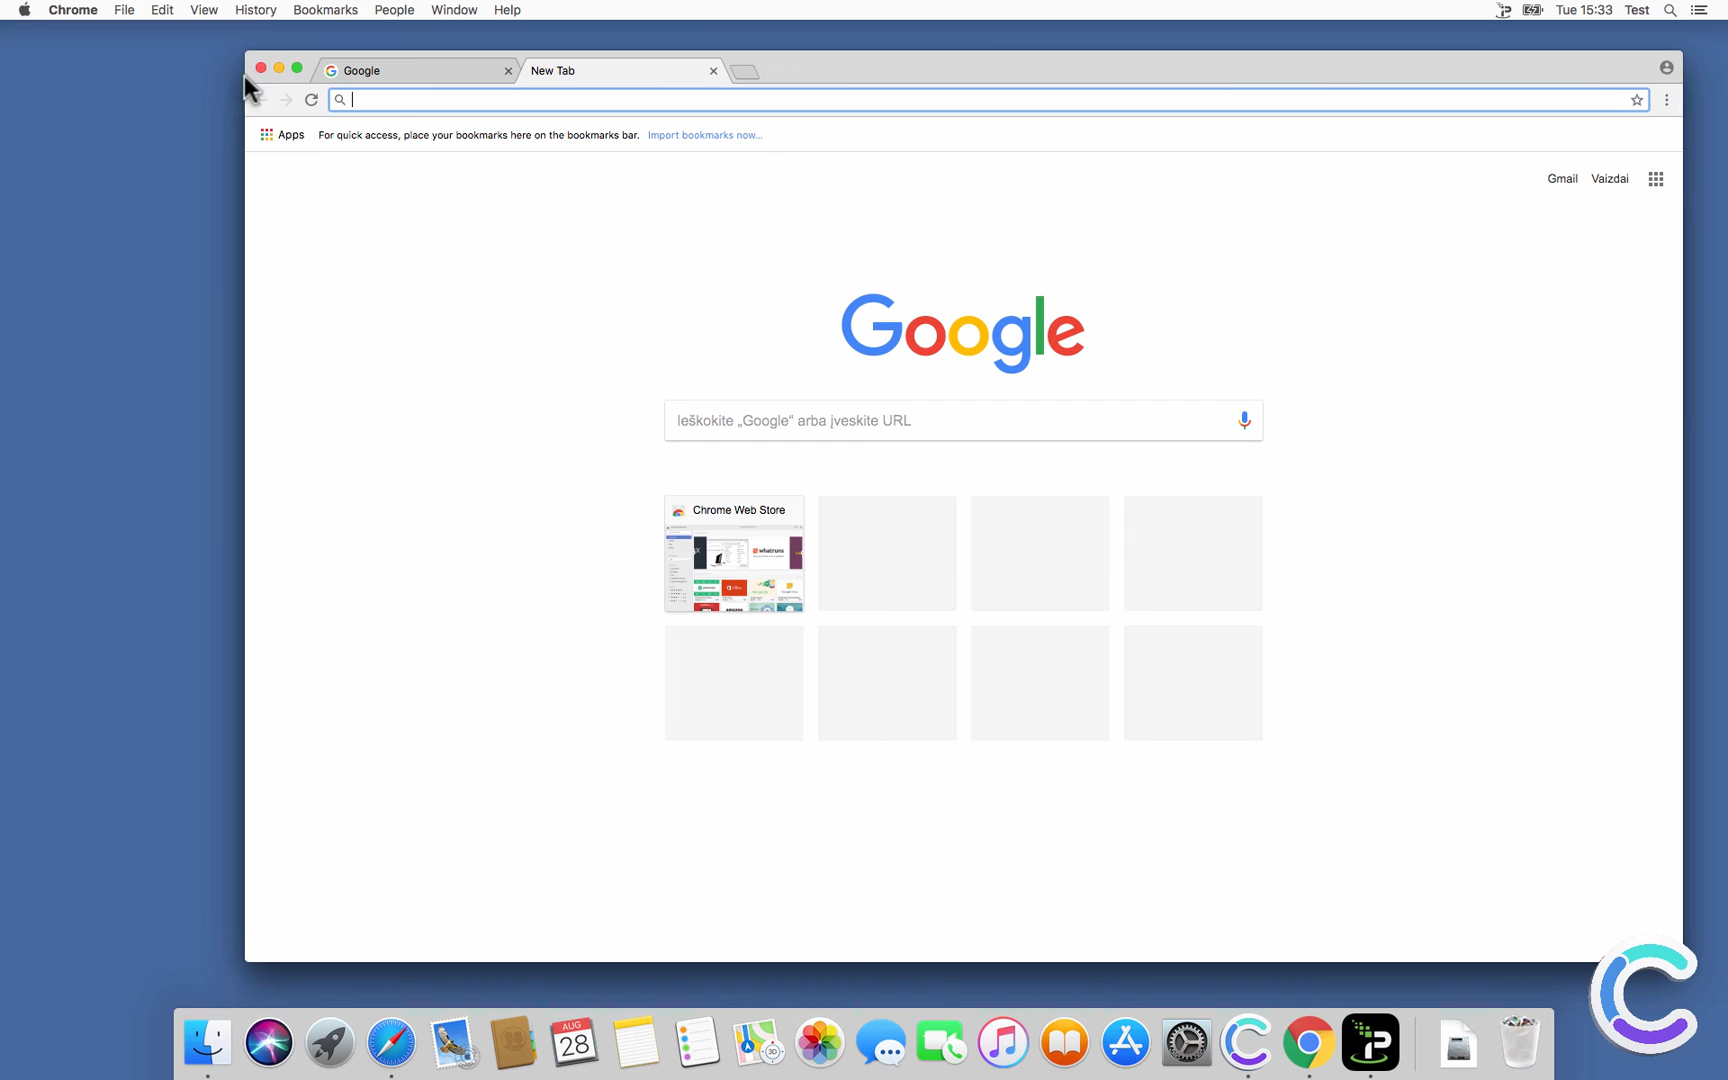 Chrome File Edit View History Bookmarks People Window Help Tue 15:33 Test
Google New Tab
Apps For quick access, place your bookmarks here on the bookmarks bar. Import bookmarks now...
Gmail Vaizdai
Google
Ieškokite „Google“ arba įveskite URL
Chrome Web Store
whatruns
Office
AUG
28
3D